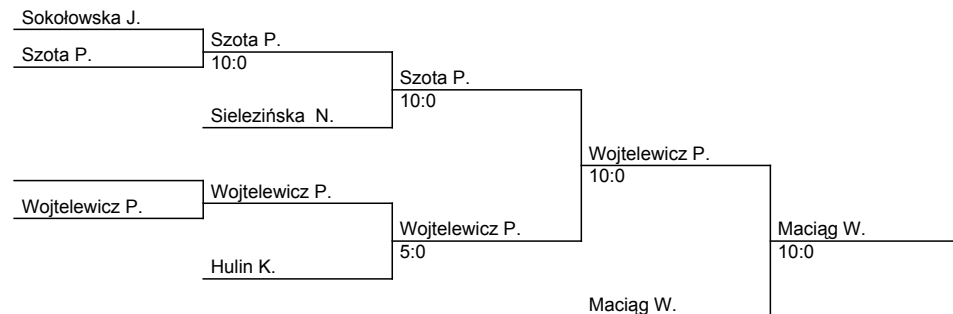 Sokołowska J.
Szota P.
Szota P.
10:0
Sielezińska N.
Szota P.
10:0
Wojtelewicz P.
Wojtelewicz P.
Hulin K.
Wojtelewicz P.
5:0
Wojtelewicz P.
10:0
Maciąg W.
Maciąg W.
10:0